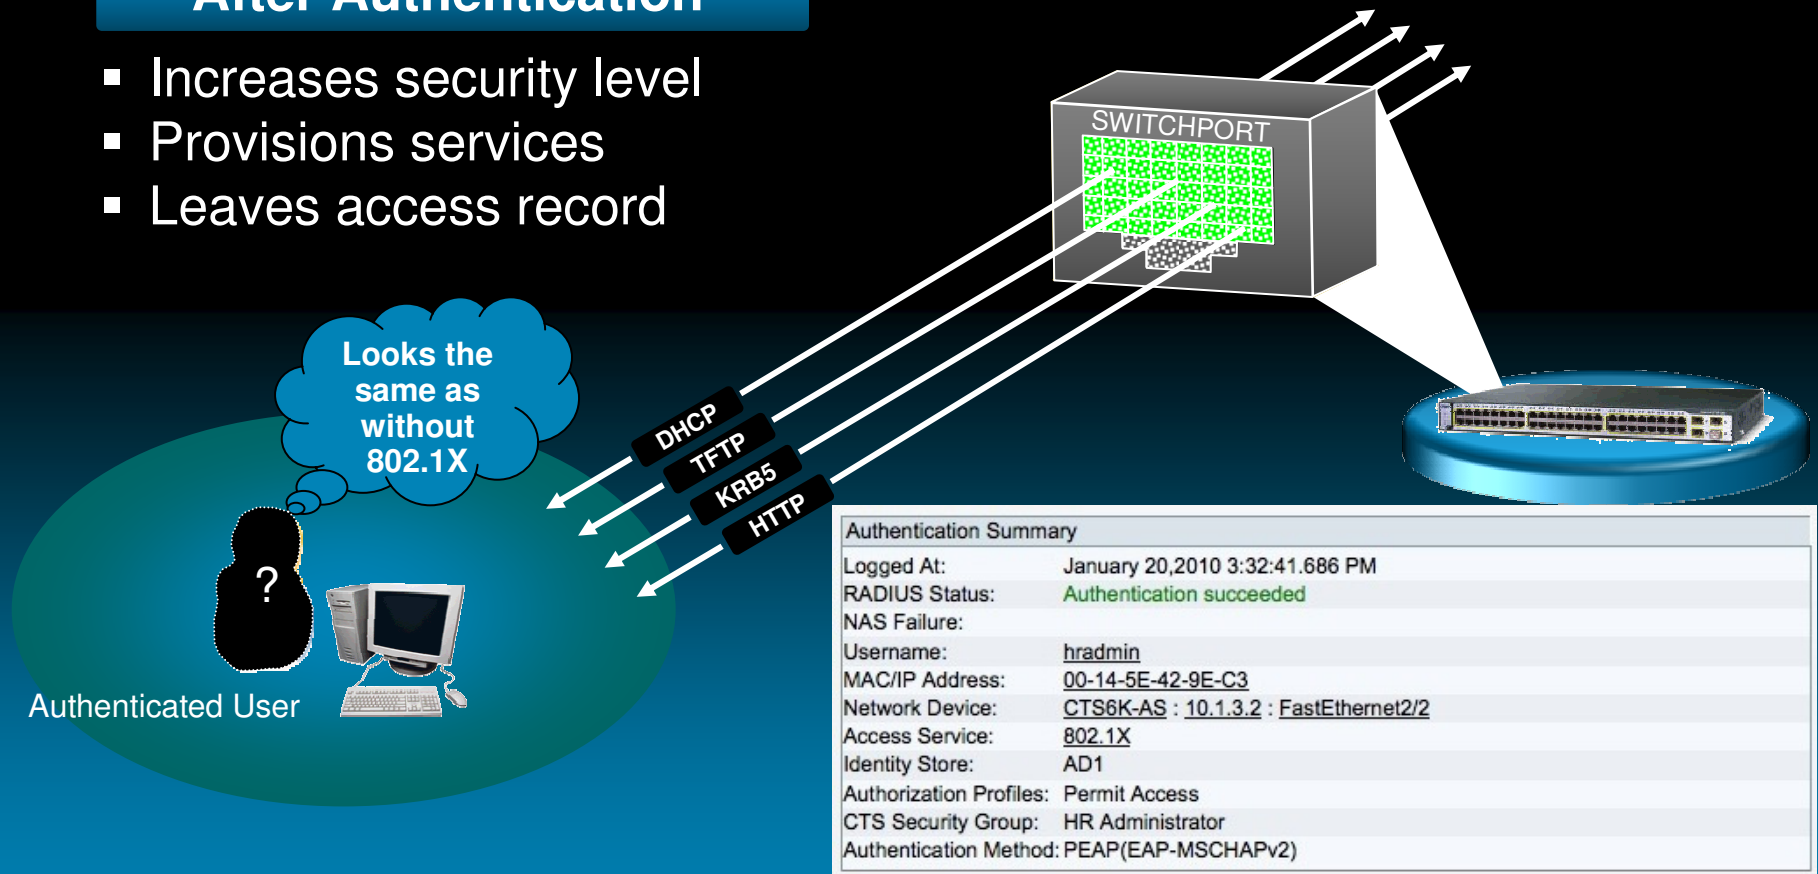 After Authentication
▪ Increases security level
▪ Provisions services
▪ Leaves access record
SWITCHPORT
Looks the
same as
without
802.1X
DHCP
TFTP
KRB5
HTTP
?
Authenticated User
Authentication Summary
Logged At: January 20,2010 3:32:41.686 PM
RADIUS Status: Authentication succeeded
NAS Failure:
Username: hradmin
MAC/IP Address: 00-14-5E-42-9E-C3
Network Device: CTS6K-AS : 10.1.3.2 : FastEthernet2/2
Access Service: 802.1X
Identity Store: AD1
Authorization Profiles: Permit Access
CTS Security Group: HR Administrator
Authentication Method: PEAP(EAP-MSCHAPv2)